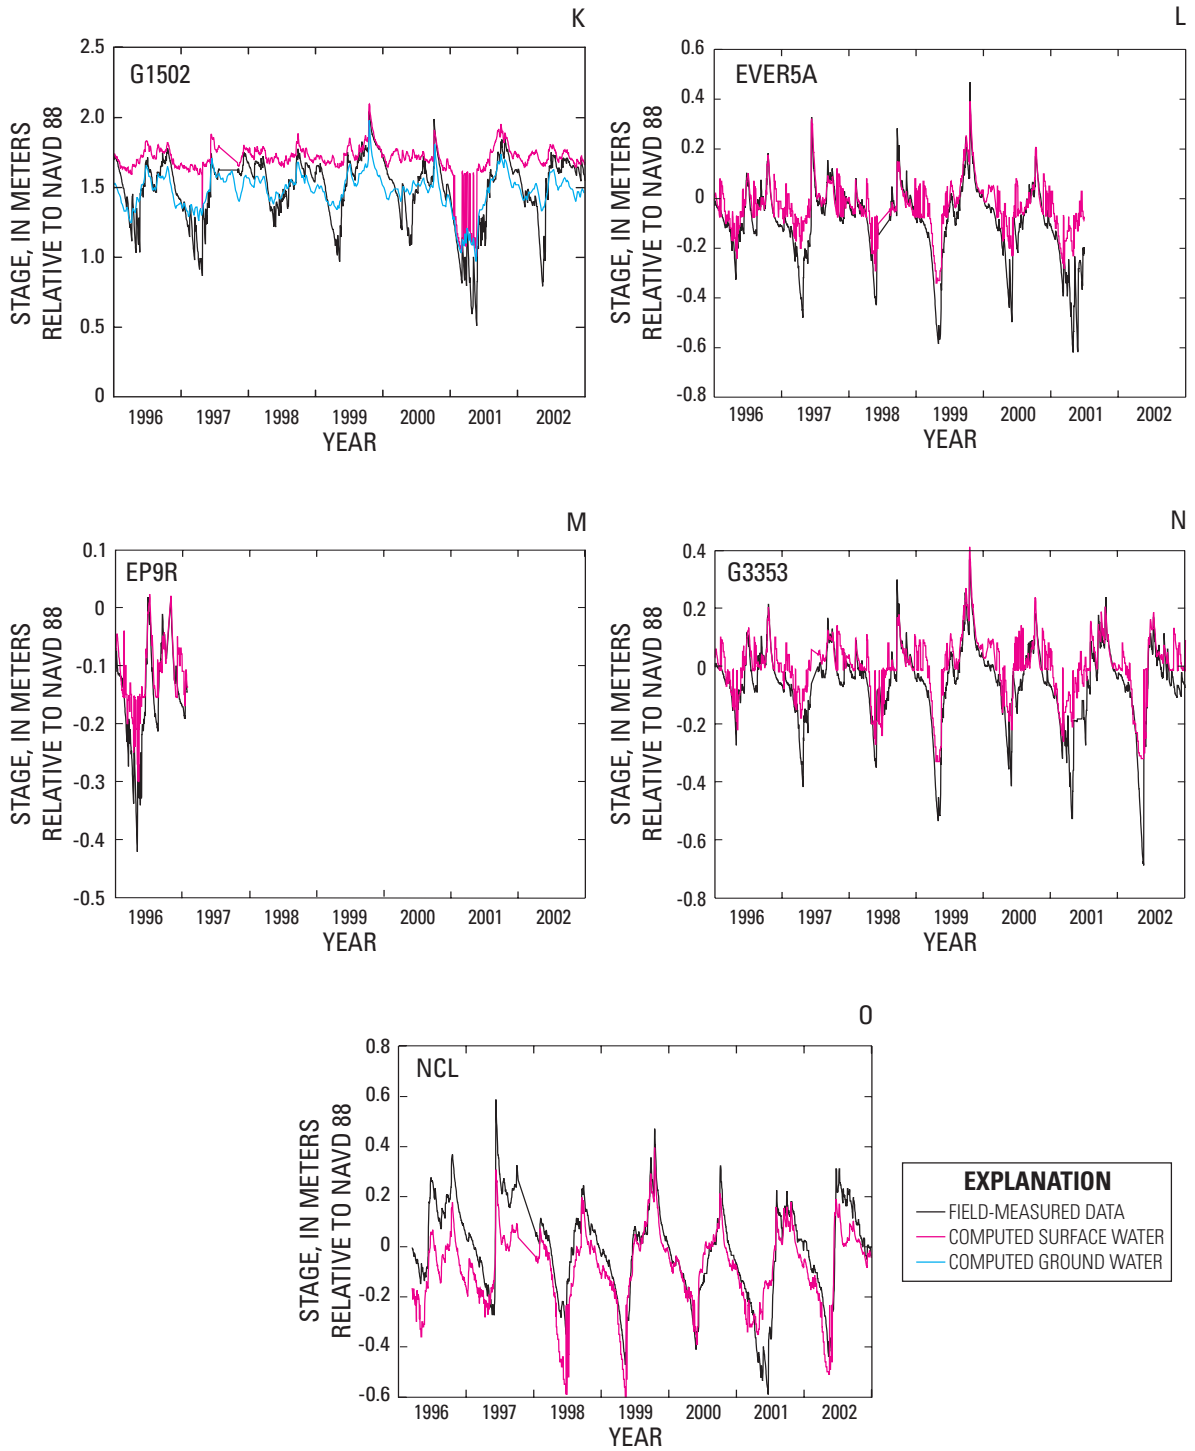 K
G1502
2.5
2.0
1.5
1.0
0.5
0
STAGE, IN METERS
RELATIVE TO NAVD 88
1996 1997 1998 1999 2000 2001 2002
YEAR
L
EVER5A
0.6
0.4
0.2
0
-0.2
-0.4
-0.6
-0.8
STAGE, IN METERS
RELATIVE TO NAVD 88
1996 1997 1998 1999 2000 2001 2002
YEAR
M
EP9R
0.1
0
-0.1
-0.2
-0.3
-0.4
-0.5
STAGE, IN METERS
RELATIVE TO NAVD 88
1996 1997 1998 1999 2000 2001 2002
YEAR
N
G3353
0.4
0.2
0
-0.2
-0.4
-0.6
-0.8
STAGE, IN METERS
RELATIVE TO NAVD 88
1996 1997 1998 1999 2000 2001 2002
YEAR
O
NCL
0.8
0.6
0.4
0.2
0
-0.2
-0.4
-0.6
STAGE, IN METERS
RELATIVE TO NAVD 88
1996 1997 1998 1999 2000 2001 2002
YEAR
EXPLANATION
FIELD-MEASURED DATA
COMPUTED SURFACE WATER
COMPUTED GROUND WATER